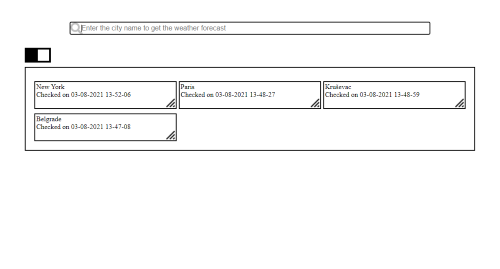 Enter the city name to get the weather forecast
New York
Checked on 03-08-2021 13-52-06
Paris
Checked on 03-08-2021 13-48-27
Kruševac
Checked on 03-08-2021 13-48-59
Belgrade
Checked on 03-08-2021 13-47-08